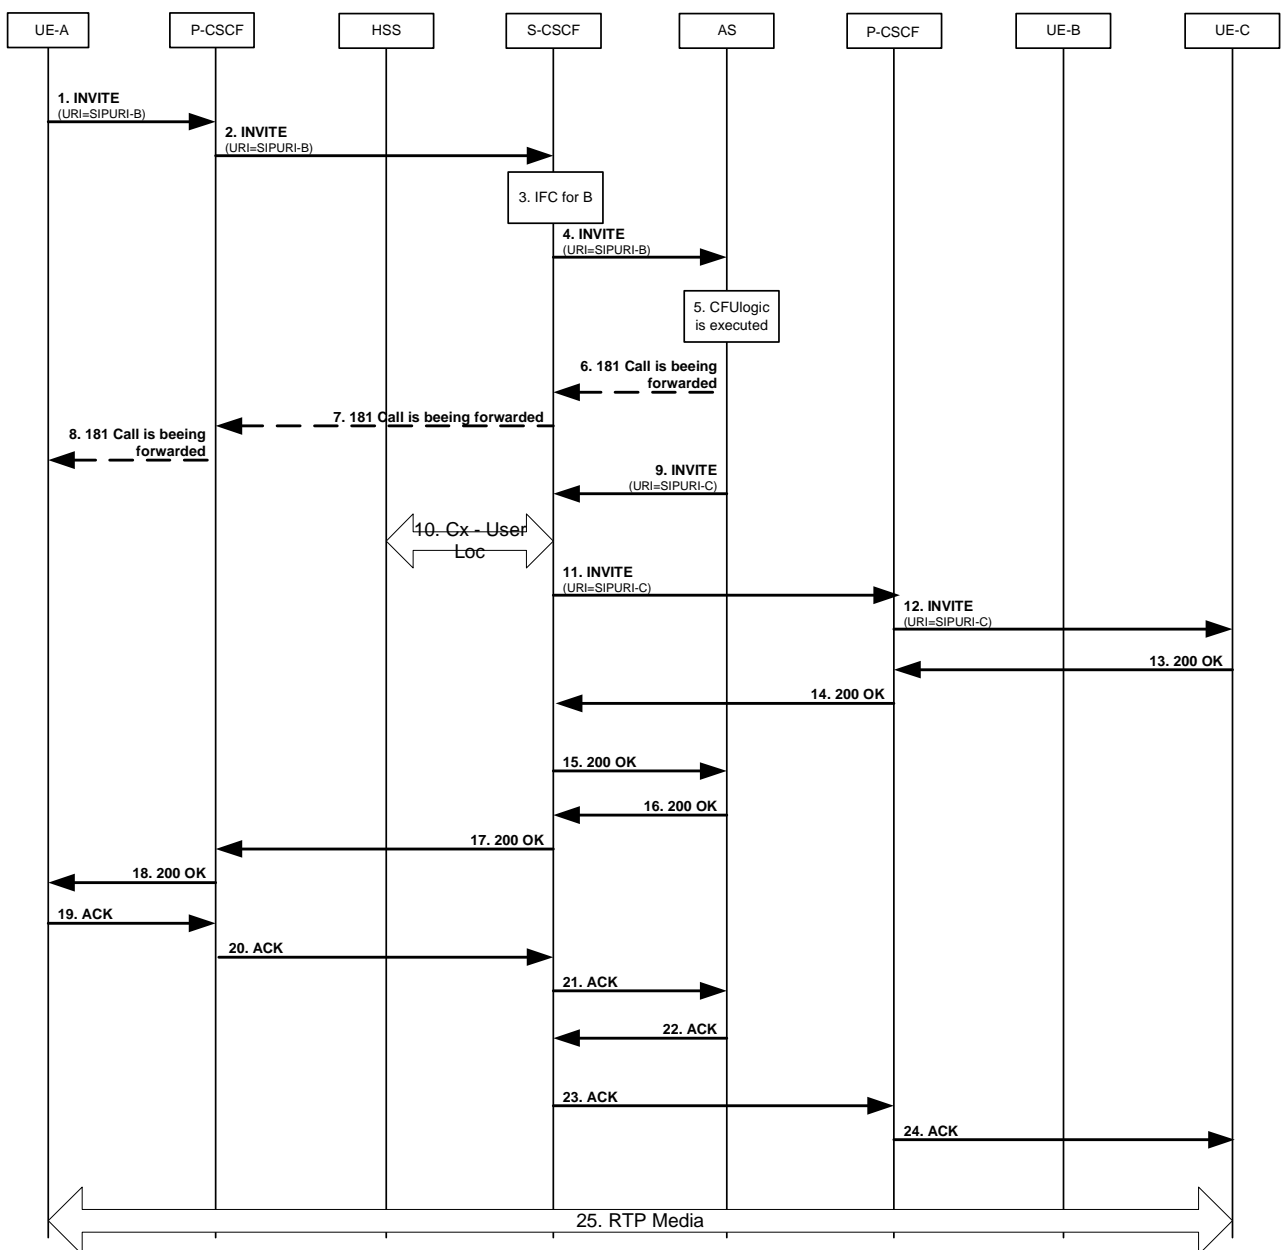 UE-A
P-CSCF
HSS
S-CSCF
AS
P-CSCF
UE-B
UE-C
1. INVITE
(URI=SIPURI-B)
2. INVITE
(URI=SIPURI-B)
3. IFC for B
4. INVITE
(URI=SIPURI-B)
5. CFUlogic
is executed
6. 181 Call is beeing
forwarded
7. 181 Call is beeing forwarded
8. 181 Call is beeing
forwarded
9. INVITE
(URI=SIPURI-C)
10. Cx - User
Loc
11. INVITE
(URI=SIPURI-C)
12. INVITE
(URI=SIPURI-C)
13. 200 OK
14. 200 OK
15. 200 OK
16. 200 OK
17. 200 OK
18. 200 OK
19. ACK
20. ACK
21. ACK
22. ACK
23. ACK
24. ACK
25. RTP Media